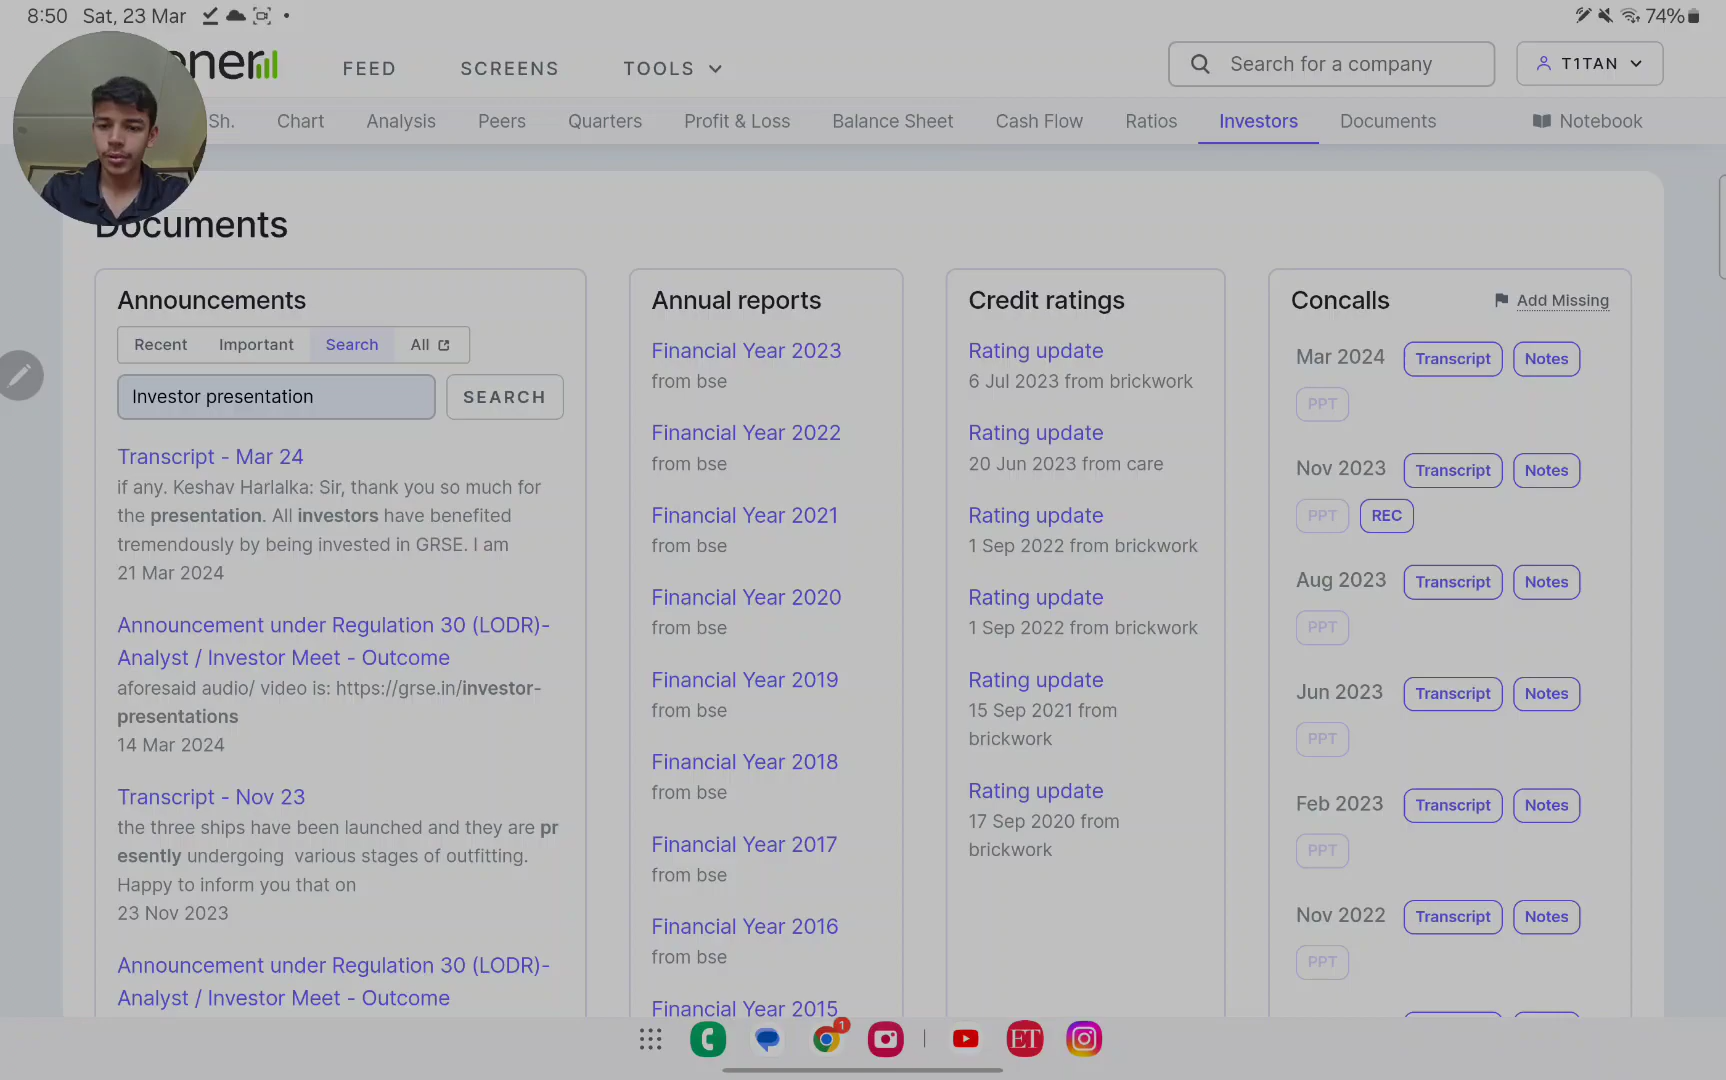 8:50 Sat, 23 Mar
74%
ener
FEED
SCREENS
TOOLS
Search for a company
T1TAN
Sh.
Chart
Analysis
Peers
Quarters
Profit & Loss
Balance Sheet
Cash Flow
Ratios
Investors
Documents
Notebook
Documents
Announcements
Recent
Important
Search
All
Investor presentation
SEARCH
Transcript - Mar 24
if any. Keshav Harlalka: Sir, thank you so much for
the presentation. All investors have benefited
tremendously by being invested in GRSE. I am
21 Mar 2024
Announcement under Regulation 30 (LODR)-
Analyst / Investor Meet - Outcome
aforesaid audio/ video is: https://grse.in/investor-
presentations
14 Mar 2024
Transcript - Nov 23
the three ships have been launched and they are pr
esently undergoing various stages of outfitting.
Happy to inform you that on
23 Nov 2023
Announcement under Regulation 30 (LODR)-
Analyst / Investor Meet - Outcome
Annual reports
Financial Year 2023
from bse
Financial Year 2022
from bse
Financial Year 2021
from bse
Financial Year 2020
from bse
Financial Year 2019
from bse
Financial Year 2018
from bse
Financial Year 2017
from bse
Financial Year 2016
from bse
Financial Year 2015
Credit ratings
Rating update
6 Jul 2023 from brickwork
Rating update
20 Jun 2023 from care
Rating update
1 Sep 2022 from brickwork
Rating update
1 Sep 2022 from brickwork
Rating update
15 Sep 2021 from
brickwork
Rating update
17 Sep 2020 from
brickwork
Concalls
Add Missing
Mar 2024 Transcript Notes
PPT
Nov 2023 Transcript Notes
PPT REC
Aug 2023 Transcript Notes
PPT
Jun 2023 Transcript Notes
PPT
Feb 2023 Transcript Notes
PPT
Nov 2022 Transcript Notes
PPT
1
ET